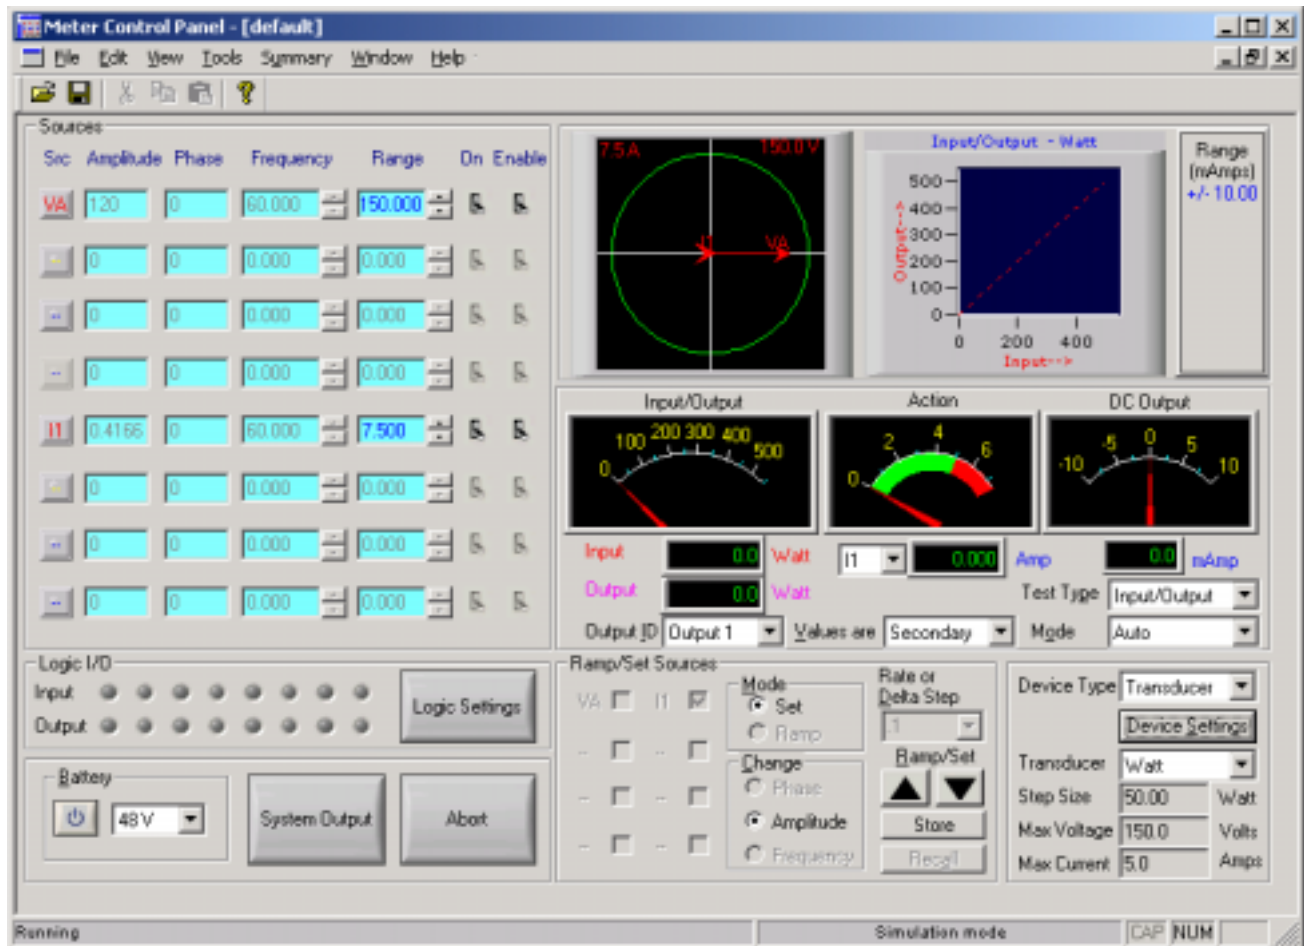 Meter Control Panel - [default]
File Edit View Tools Summary Window Help
Sources
Src Amplitude Phase Frequency Range On Enable
VA 120 0 60.000 150.000
-- 0 0 0.000 0.000
-- 0 0 0.000 0.000
-- 0 0 0.000 0.000
I1 0.4166 0 60.000 7.500
-- 0 0 0.000 0.000
-- 0 0 0.000 0.000
-- 0 0 0.000 0.000
7.5 A 150.0 V
I1 VA
Input/Output - Watt
Output-->
500
400
300
200
100
0
0 200 400
Input-->
Range
(mAmps)
+/- 10.00
Input/Output
0 100 200 300 400 500
Action
0 2 4 6
DC Output
-10 -5 0 5 10
Input 0.0 Watt
I1 0.000 Amp
0.0 mAmp
Output 0.0 Watt
Test Type Input/Output
Output ID Output 1 Values are Secondary Mode Auto
Logic I/O
Input
Output
Logic Settings
Battery
48 V
System Output
Abort
Ramp/Set Sources
VA I1
-- --
-- --
-- --
Mode
Set
Ramp
Change
Phase
Amplitude
Frequency
Rate or
Delta Step
.1
Ramp/Set
Store
Recall
Device Type Transducer
Device Settings
Transducer Watt
Step Size 50.00 Watt
Max Voltage 150.0 Volts
Max Current 5.0 Amps
Running Simulation mode CAP NUM